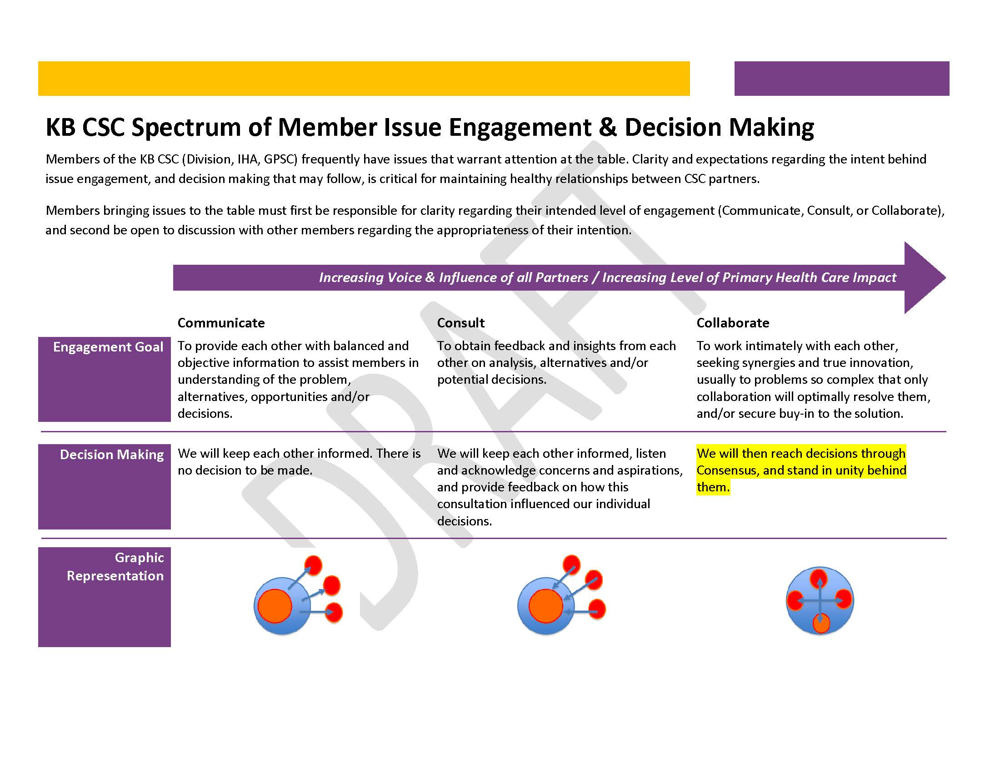 KB CSC Spectrum of Member Issue Engagement & Decision Making
Members of the KB CSC (Division, IHA, GPSC) frequently have issues that warrant attention at the table. Clarity and expectations regarding the intent behind
issue engagement, and decision making that may follow, is critical for maintaining healthy relationships between CSC partners.
Members bringing issues to the table must first be responsible for clarity regarding their intended level of engagement (Communicate, Consult, or Collaborate),
and second be open to discussion with other members regarding the appropriateness of their intention.
Increasing Voice & Influence of all Partners / Increasing Level of Primary Health Care Impact
Communicate
Consult
Collaborate
Engagement Goal
To provide each other with balanced and
objective information to assist members in
understanding of the problem,
alternatives, opportunities and/or
decisions.
To obtain feedback and insights from each
other on analysis, alternatives and/or
potential decisions.
To work intimately with each other,
seeking synergies and true innovation,
usually to problems so complex that only
collaboration will optimally resolve them,
and/or secure buy-in to the solution.
Decision Making
We will keep each other informed. There is
no decision to be made.
We will keep each other informed, listen
and acknowledge concerns and aspirations,
and provide feedback on how this
consultation influenced our individual
decisions.
We will then reach decisions through
Consensus, and stand in unity behind
them.
Graphic
Representation
DRAFT